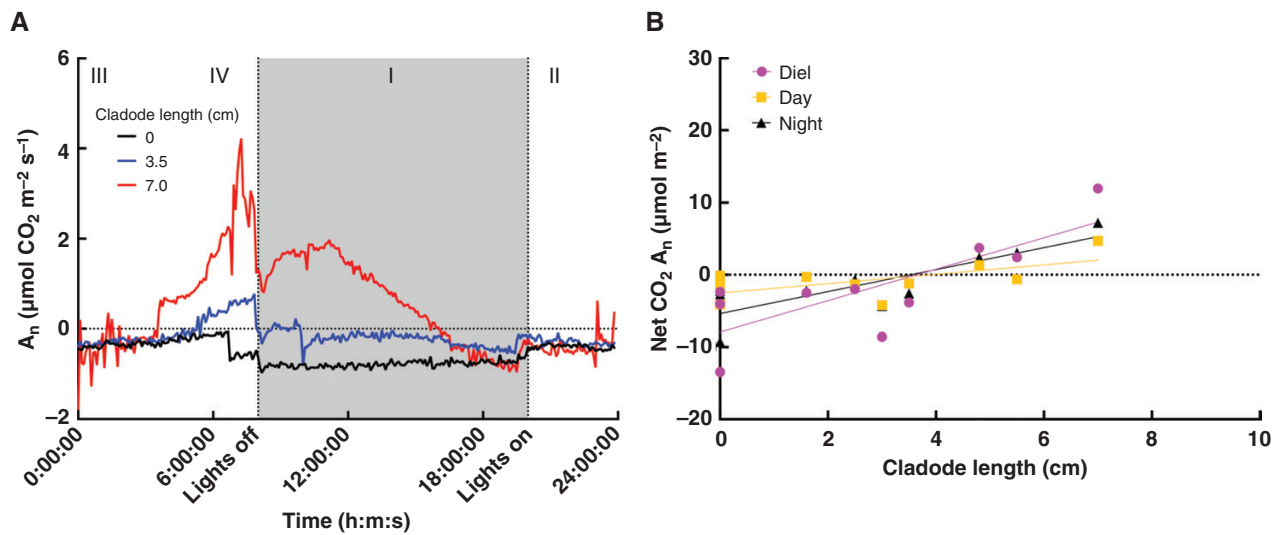 A
B
III
IV
I
II
Cladode length (cm)
0
3.5
7.0
6
4
2
0
−2
Aₙ (µmol CO₂ m⁻² s⁻¹)
0:00:00
6:00:00
Lights off
12:00:00
18:00:00
Lights on
24:00:00
Time (h:m:s)
Diel
Day
Night
30
20
10
0
−10
−20
Net CO₂ Aₙ (µmol m⁻²)
0
2
4
6
8
10
Cladode length (cm)